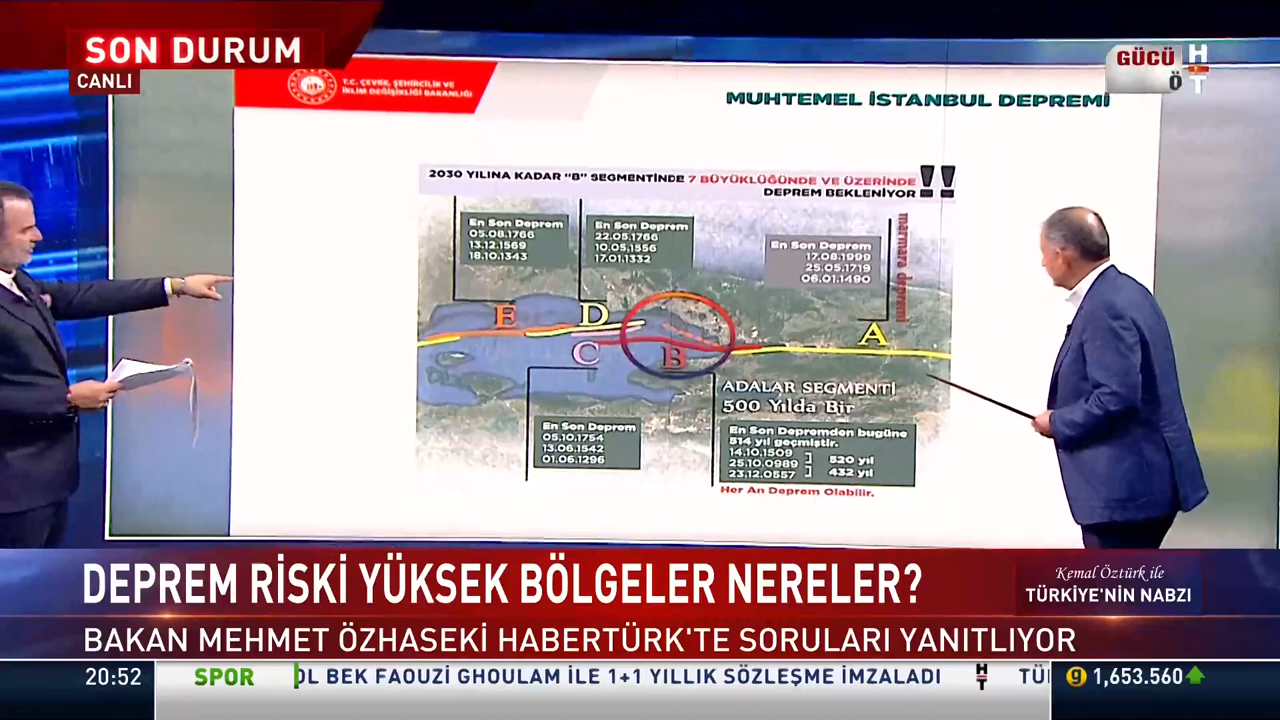 SON DURUM
CANLI
GÜCÜ
Ö
H
T
T.C. ÇEVRE, ŞEHİRCİLİK VE
İKLİM DEĞİŞİKLİĞİ BAKANLIĞI
MUHTEMEL İSTANBUL DEPREMİ
2030 YILINA KADAR "B" SEGMENTİNDE 7 BÜYÜKLÜĞÜNDE VE ÜZERİNDE
DEPREM BEKLENİYOR !!
En Son Deprem
05.08.1766
13.12.1569
18.10.1343
En Son Deprem
22.05.1766
10.05.1556
17.01.1332
En Son Deprem
17.08.1999
25.05.1719
06.01.1490
marmara depremi
E
D
C
B
A
ADALAR SEGMENTİ
500 Yılda Bir
En Son Deprem
05.10.1754
13.06.1542
01.06.1296
En Son Depremden bugüne
514 yıl geçmiştir.
14.10.1509
25.10.0989
23.12.0557
520 yıl
432 yıl
Her An Deprem Olabilir.
DEPREM RİSKİ YÜKSEK BÖLGELER NERELER?
Kemal Öztürk ile
TÜRKİYE'NİN NABZI
BAKAN MEHMET ÖZHASEKİ HABERTÜRK'TE SORULARI YANITLIYOR
20:52
SPOR
OL BEK FAOUZI GHOULAM İLE 1+1 YILLIK SÖZLEŞME İMZALADI
H
T
TÜ
1,653.560